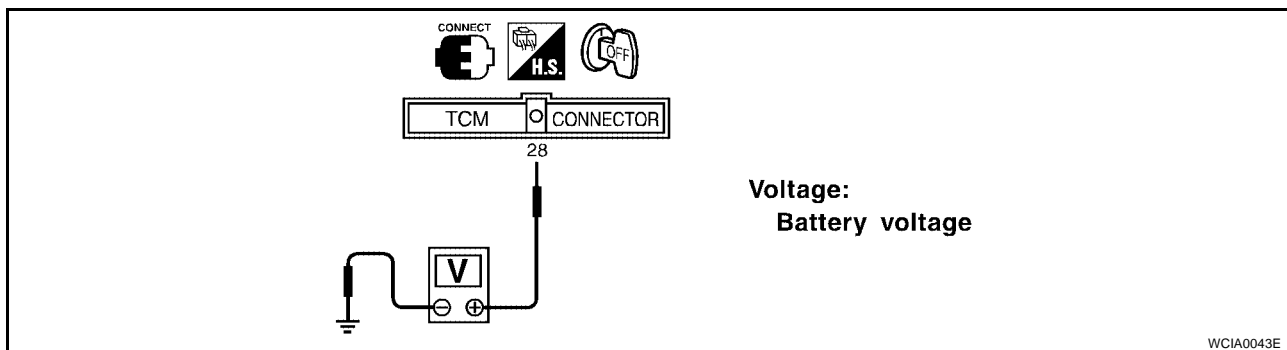 CONNECT
H.S.
OFF
TCM
CONNECTOR
28
V
Voltage:
Battery voltage
WCIA0043E